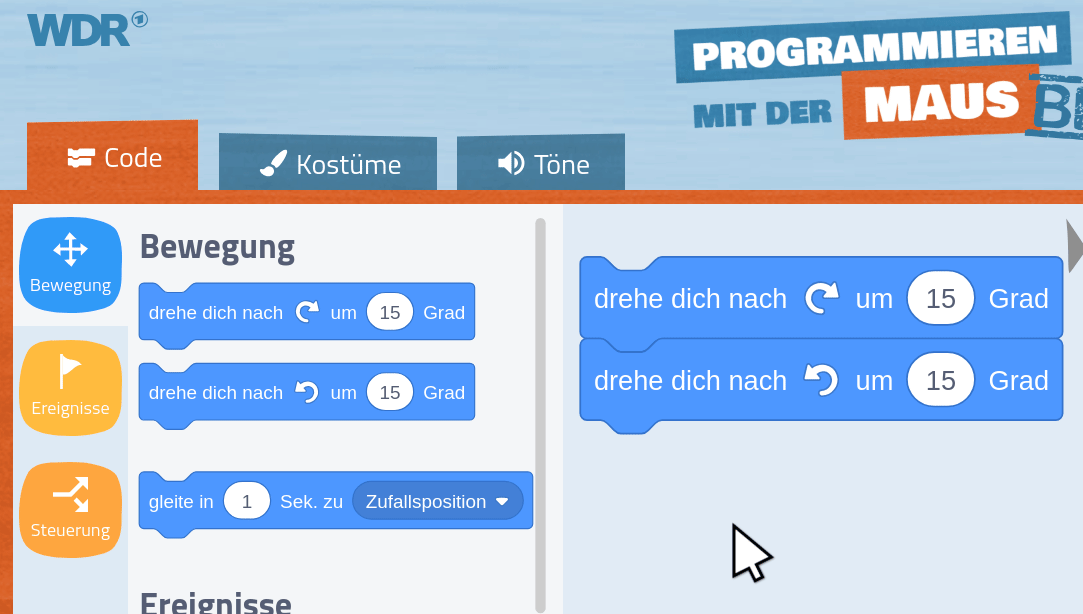 WDR
PROGRAMMIEREN
MIT DER MAUS
Code
Kostüme
Töne
Bewegung
Ereignisse
Steuerung
Bewegung
drehe dich nach um 15 Grad
drehe dich nach um 15 Grad
gleite in 1 Sek. zu Zufallsposition
Ereignisse
drehe dich nach um 15 Grad
drehe dich nach um 15 Grad